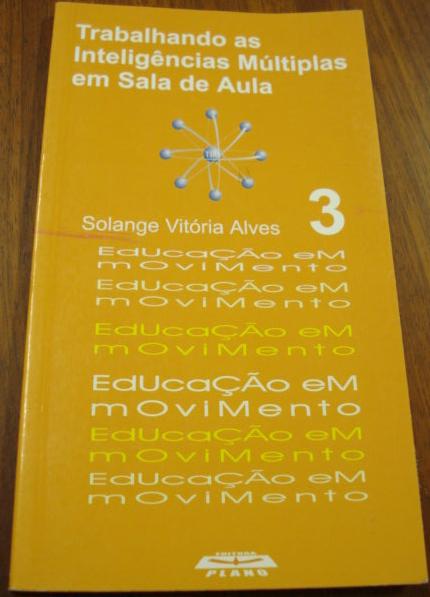 Trabalhando as
Inteligências Múltiplas
em Sala de Aula
Solange Vitória Alves
3
EdUcaÇÃo eM
mOviMento
EdUcaÇÃo eM
mOviMento
EdUcaÇÃo eM
mOviMento
EdUcaÇÃo eM
mOviMento
EdUcaÇÃo eM
mOviMento
EdUcaÇÃo eM
mOviMento
EDITORA
PLANO